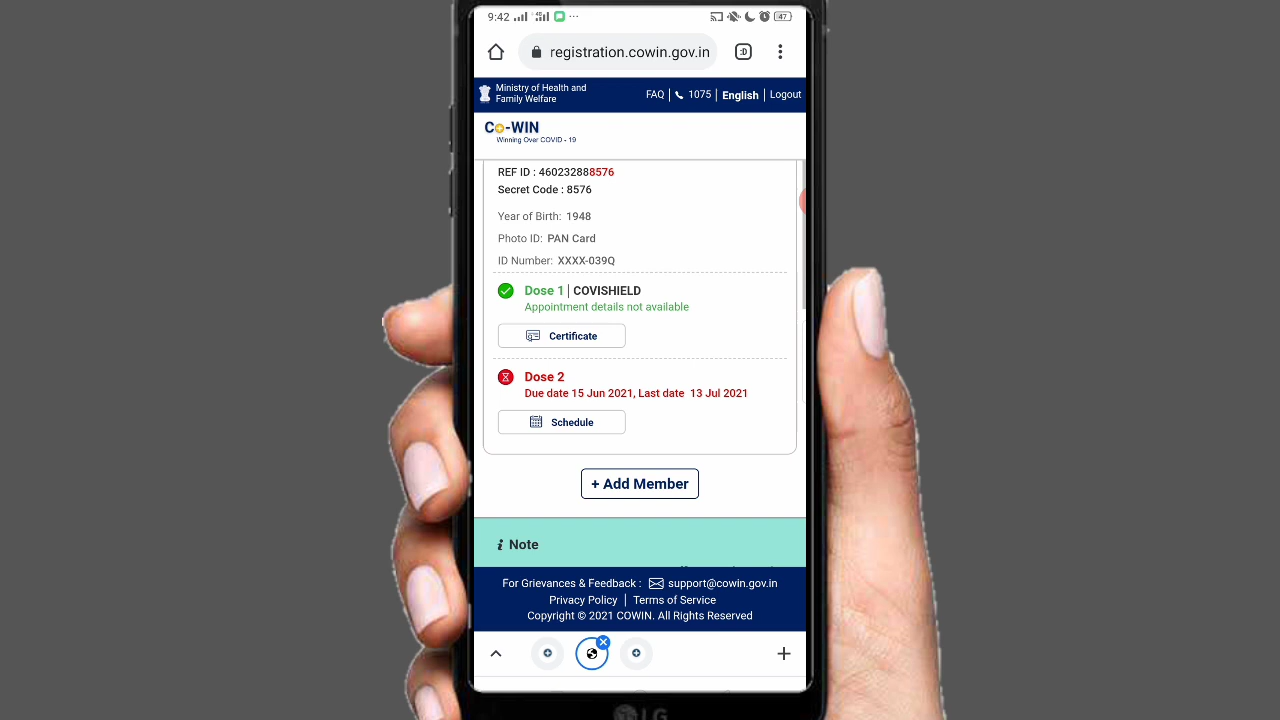 9:42 47
registration.cowin.gov.in :D
Ministry of Health and
Family Welfare
FAQ | 1075 | English | Logout
Co-WIN
Winning Over COVID - 19
REF ID : 460232888576
Secret Code : 8576
Year of Birth: 1948
Photo ID: PAN Card
ID Number: XXXX-039Q
Dose 1 | COVISHIELD
Appointment details not available
Certificate
Dose 2
Due date 15 Jun 2021, Last date 13 Jul 2021
Schedule
+ Add Member
i Note
For Grievances & Feedback : support@cowin.gov.in
Privacy Policy | Terms of Service
Copyright © 2021 COWIN. All Rights Reserved
LG